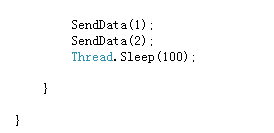 SendData(1);
SendData(2);
Thread.Sleep(100);
}
}